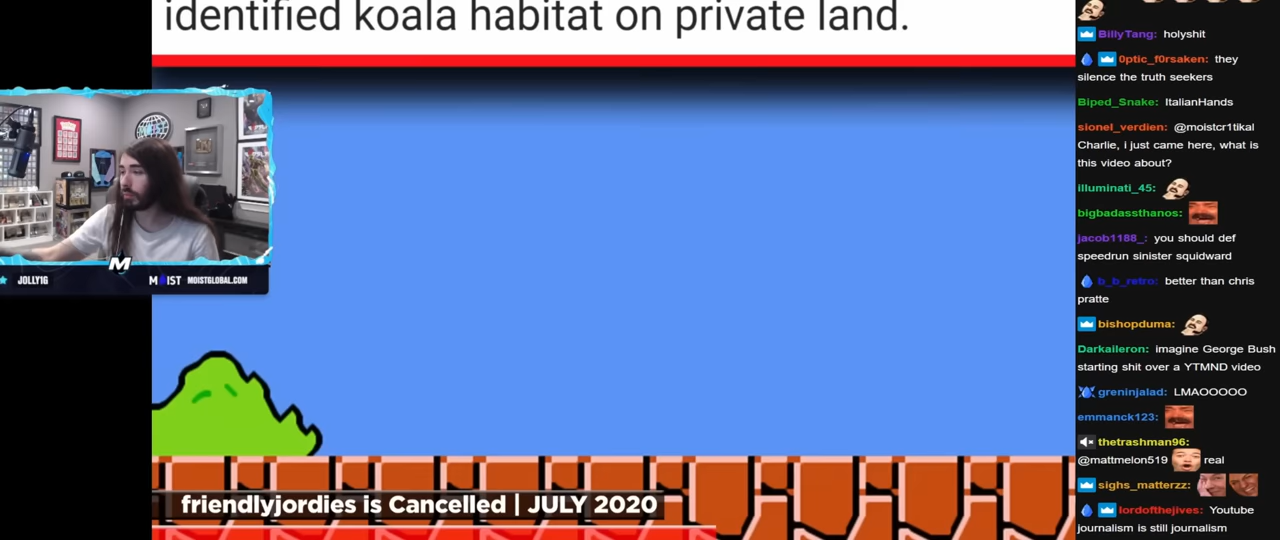 identified koala habitat on private land.
JOLLY16
M
MOIST MOISTGLOBAL.COM
friendlyjordies is Cancelled | JULY 2020
BillyTang: holyshit
0ptic_f0rsaken: they
silence the truth seekers
Biped_Snake: ItalianHands
sionel_verdien: @moistcr1tikal
Charlie, i just came here, what is
this video about?
illuminati_45:
bigbadassthanos:
jacob1188_: you should def
speedrun sinister squidward
b_b_retro: better than chris
pratte
bishopduma:
Darkaileron: imagine George Bush
starting shit over a YTMND video
greninjalad: LMAOOOOO
emmanck123:
thetrashman96:
@mattmelon519 real
sighs_matterzz:
lordofthejives: Youtube
journalism is still journalism